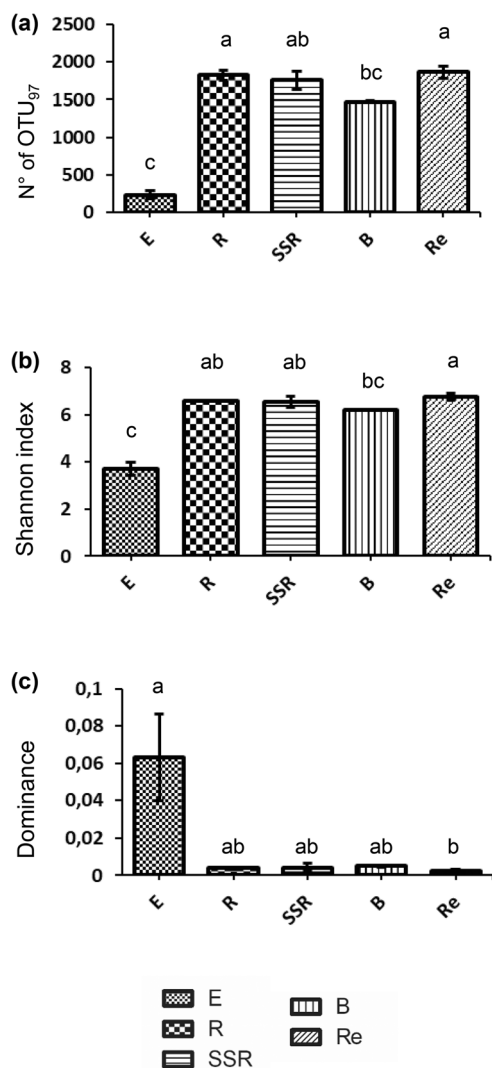 (a)
N° of OTU97
2500
2000
1500
1000
500
0
c
a
ab
bc
a
E
R
SSR
B
Re
(b)
Shannon index
8
6
4
2
0
c
ab
ab
bc
a
E
R
SSR
B
Re
(c)
Dominance
0,1
0,08
0,06
0,04
0,02
0
a
ab
ab
ab
b
E
R
SSR
B
Re
E
R
SSR
B
Re